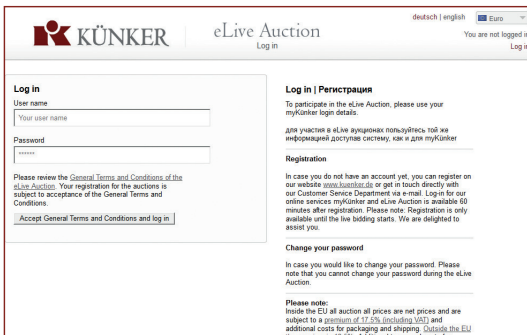 deutsch | english
Euro
KÜNKER
eLive Auction
Log in
You are not logged in
Log in
Log in
User name
Your user name
Password
Please review the General Terms and Conditions of the
eLive Auction. Your registration for the auctions is
subject to acceptance of the General Terms and
Conditions.
Accept General Terms and Conditions and log in
Log in | Регистрация
To participate in the eLive Auction, please use your
myKünker login details.
для участия в eLive аукционах пользуйтесь той же
информацией доступав систему, как и для myKünker
Registration
In case you do not have an account yet, you can register on
our website www.kuenker.de or get in touch directly with
our Customer Service Department via e-mail. Log-in for our
online services myKünker and eLive Auction is available 60
minutes after registration. Please note: Registration is only
available until the live bidding starts. We are delighted to
assist you.
Change your password
In case you would like to change your password. Please
note that you cannot change your password during the eLive
Auction.
Please note:
Inside the EU all auction all prices are net prices and are
subject to a premium of 17.5% (including VAT) and
additional costs for packaging and shipping. Outside the EU